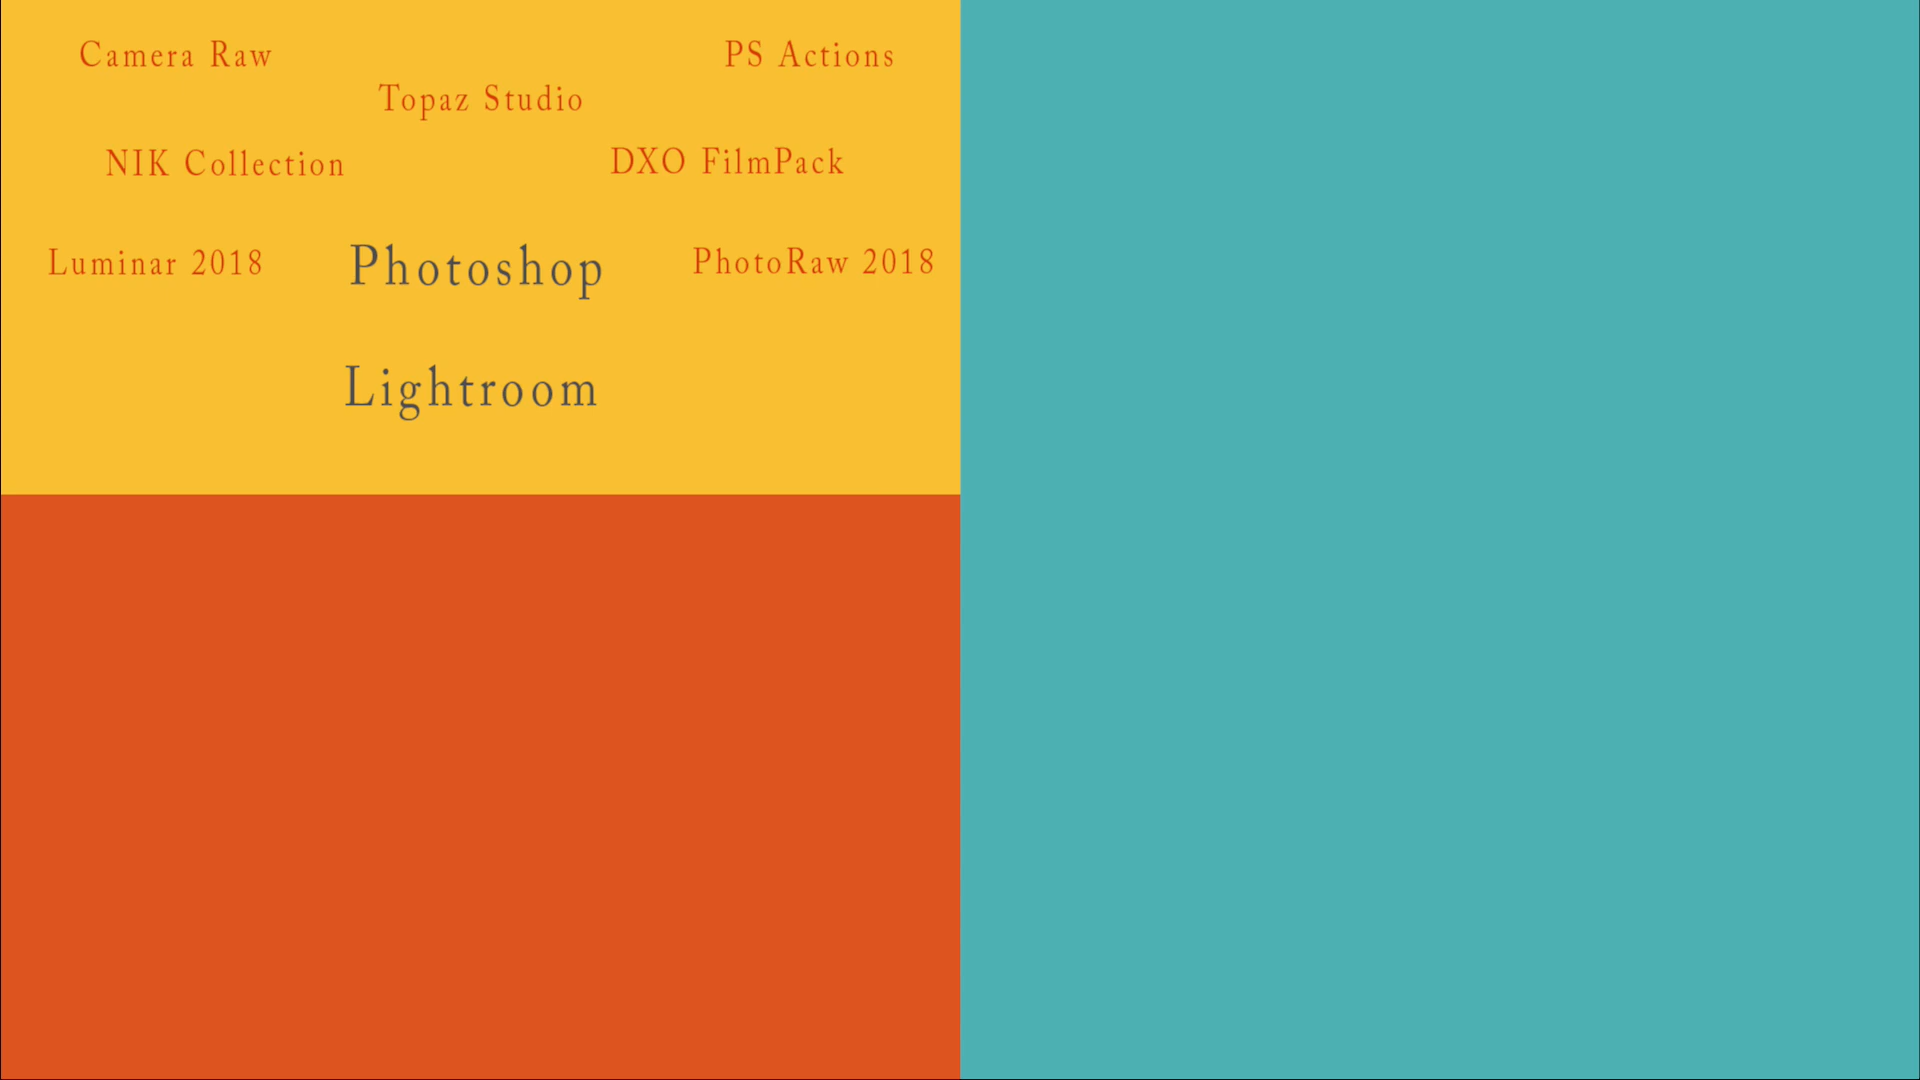 Camera Raw
PS Actions
Topaz Studio
NIK Collection
DXO FilmPack
Luminar 2018
Photoshop
PhotoRaw 2018
Lightroom